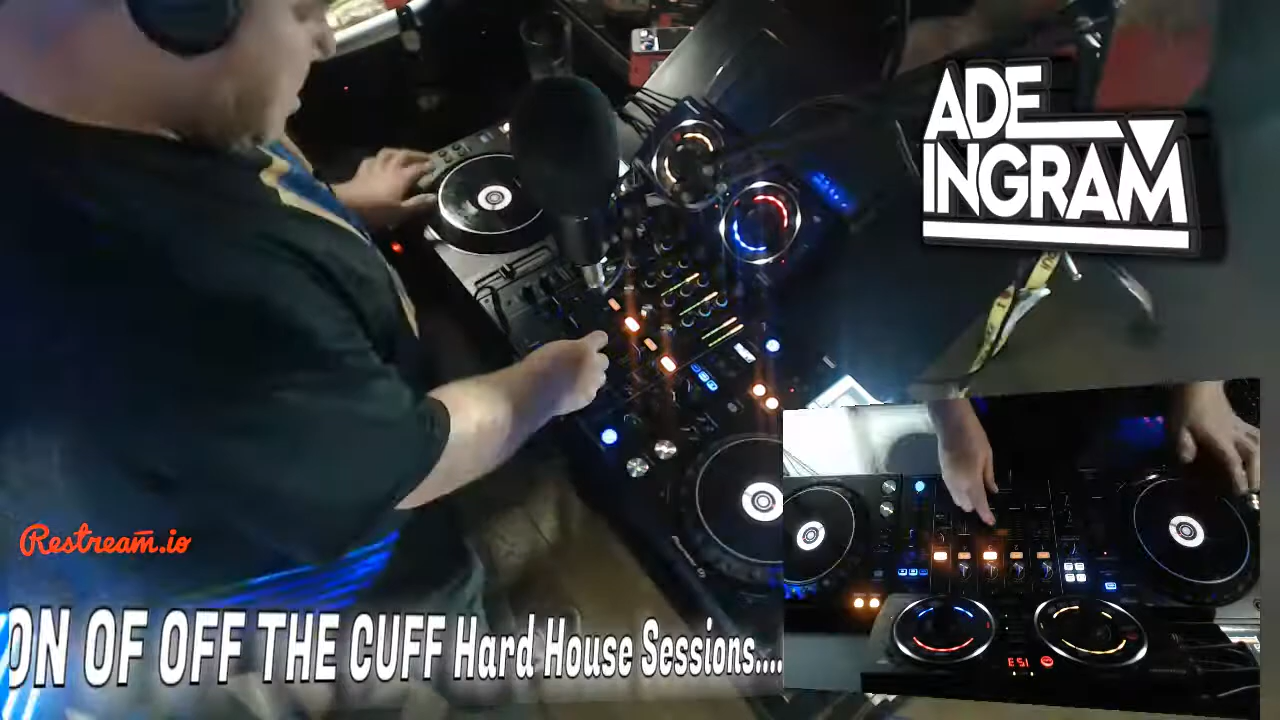 ADE
INGRAM
Restream.io
ON OF OFF THE CUFF Hard House Sessions....